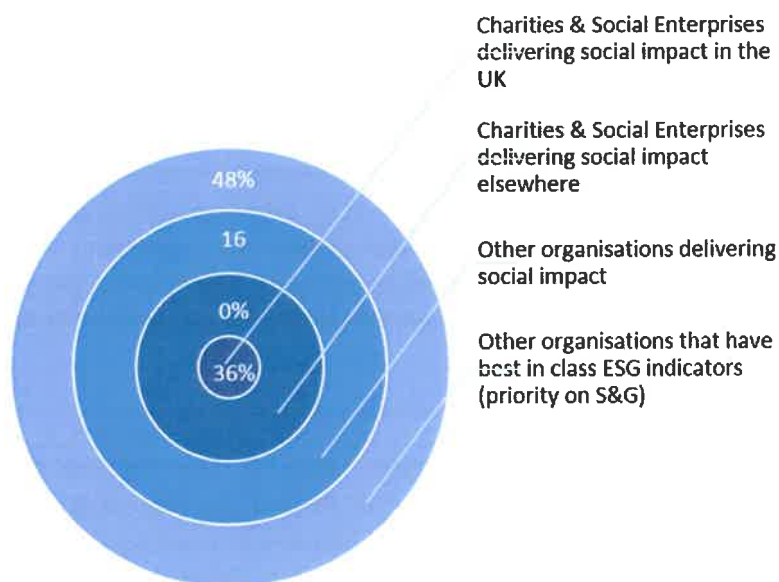 Charities & Social Enterprises
delivering social impact in the
UK
Charities & Social Enterprises
delivering social impact
elsewhere
Other organisations delivering
social impact
Other organisations that have
best in class ESG indicators
(priority on S&G)
48%
16
0%
36%